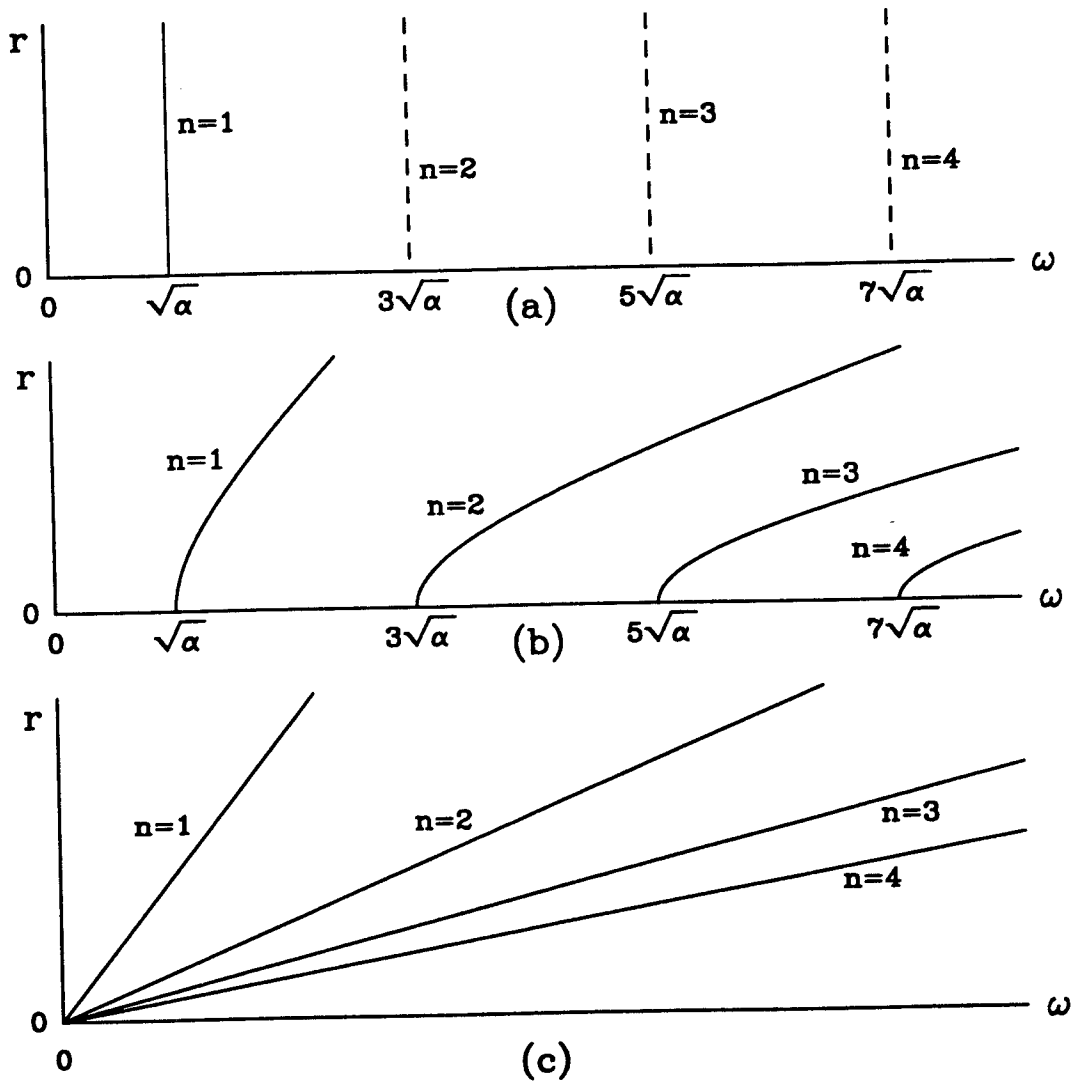 r
n=1
n=2
n=3
n=4
0
0 √α 3√α 5√α 7√α ω
(a)
r
n=1
n=2
n=3
n=4
0
0 √α 3√α 5√α 7√α ω
(b)
r
n=1
n=2
n=3
n=4
0
0 ω
(c)